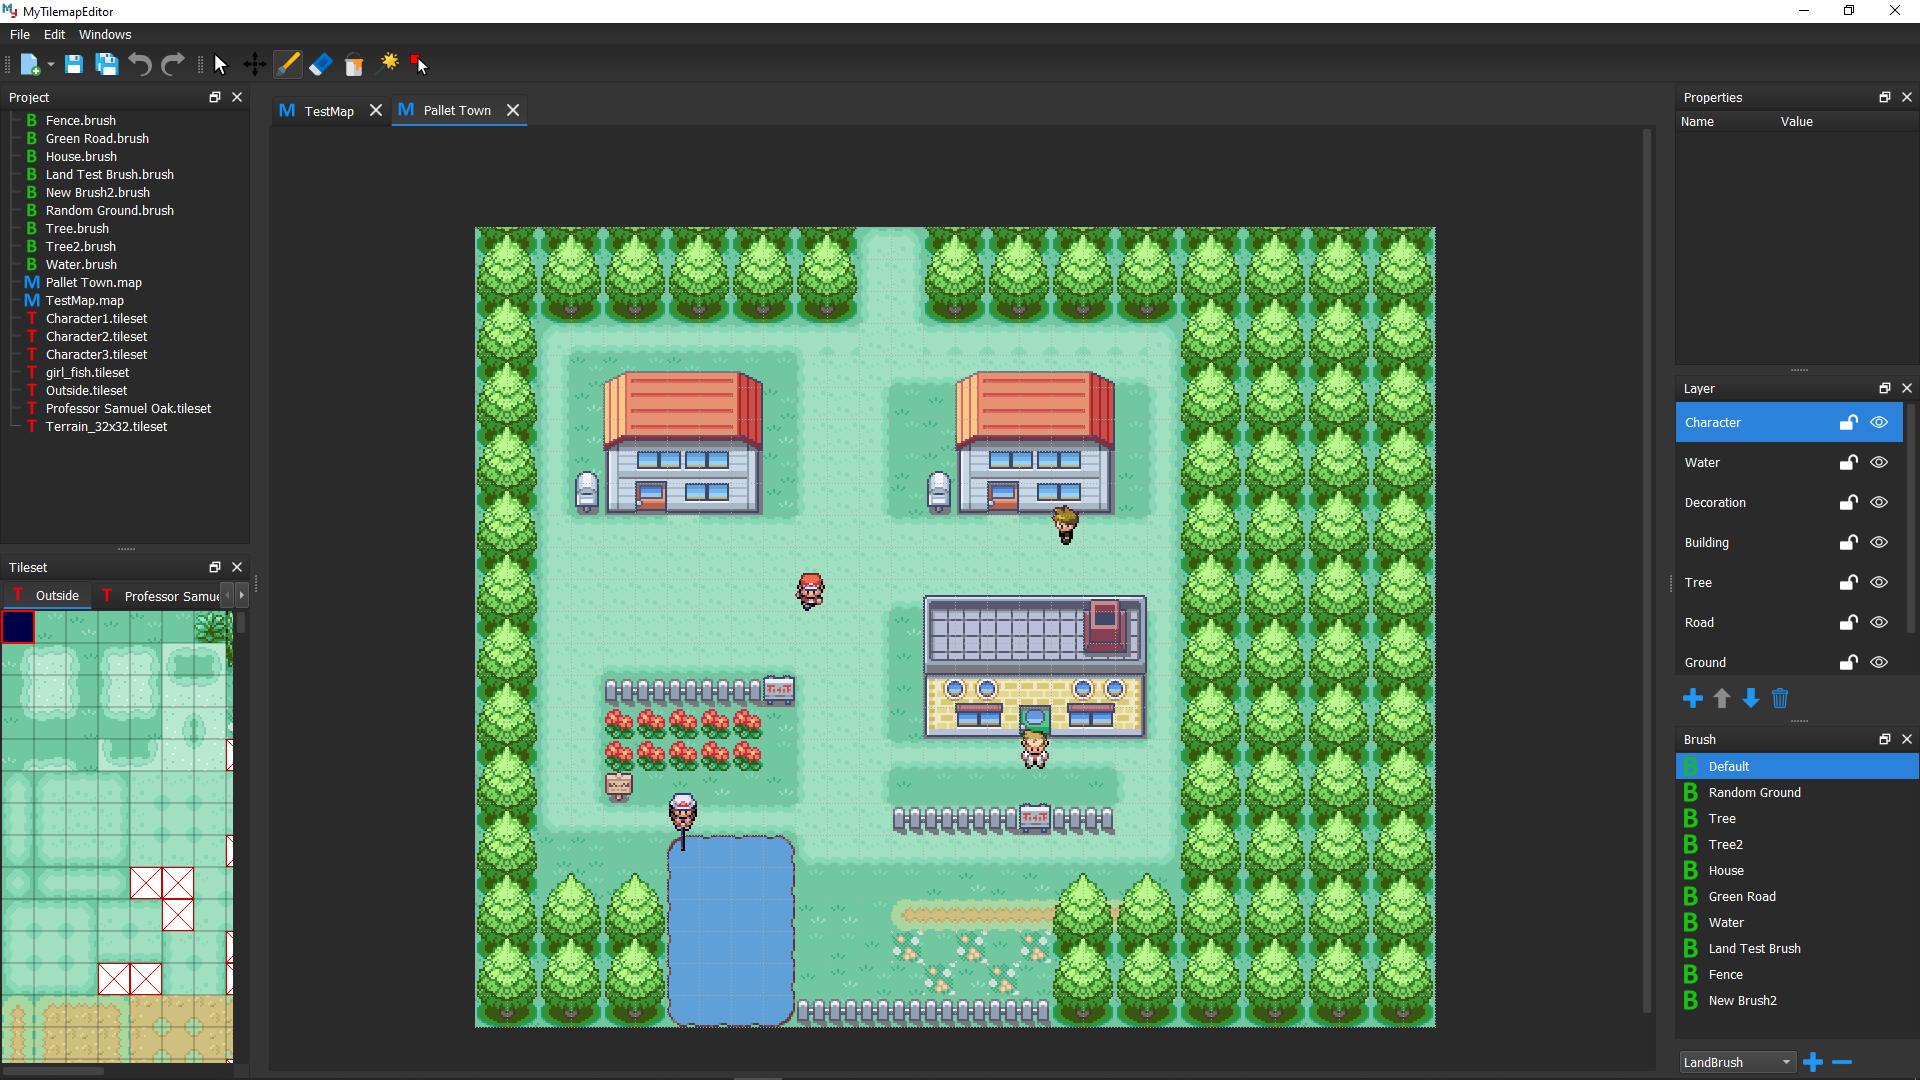 MyTilemapEditor
File Edit Windows
Project
Fence.brush
Green Road.brush
House.brush
Land Test Brush.brush
New Brush2.brush
Random Ground.brush
Tree.brush
Tree2.brush
Water.brush
Pallet Town.map
TestMap.map
Character1.tileset
Character2.tileset
Character3.tileset
girl_fish.tileset
Outside.tileset
Professor Samuel Oak.tileset
Terrain_32x32.tileset
Tileset
Outside Professor Samue
TestMap Pallet Town
Properties
Name Value
Layer
Character
Water
Decoration
Building
Tree
Road
Ground
Brush
Default
Random Ground
Tree
Tree2
House
Green Road
Water
Land Test Brush
Fence
New Brush2
LandBrush